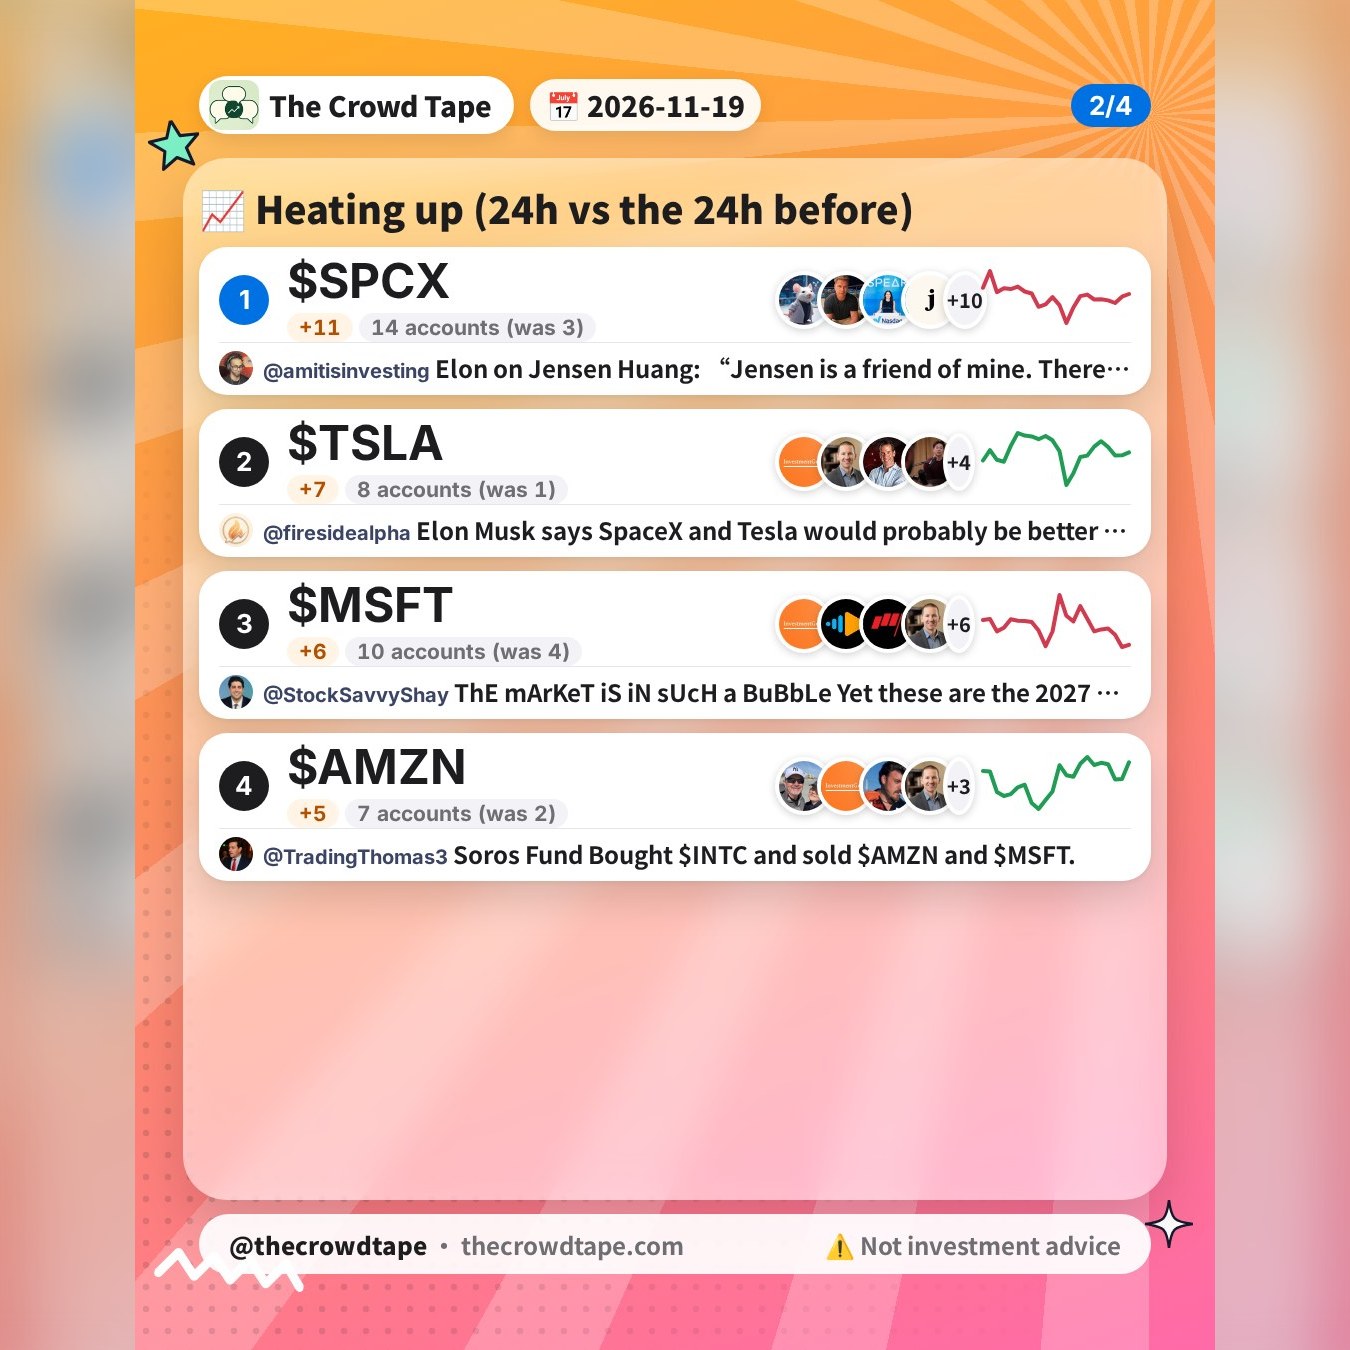 The Crowd Tape
2026-11-19
2/4
Heating up (24h vs the 24h before)
1
$SPCX
+11
14 accounts (was 3)
j
+10
@amitisinvesting Elon on Jensen Huang: “Jensen is a friend of mine. There…
2
$TSLA
+7
8 accounts (was 1)
+4
@firesidealpha Elon Musk says SpaceX and Tesla would probably be better …
3
$MSFT
+6
10 accounts (was 4)
+6
@StockSavvyShay ThE mArKeT iS iN sUcH a BuBbLe Yet these are the 2027 …
4
$AMZN
+5
7 accounts (was 2)
+3
@TradingThomas3 Soros Fund Bought $INTC and sold $AMZN and $MSFT.
@thecrowdtape • thecrowdtape.com
⚠️ Not investment advice